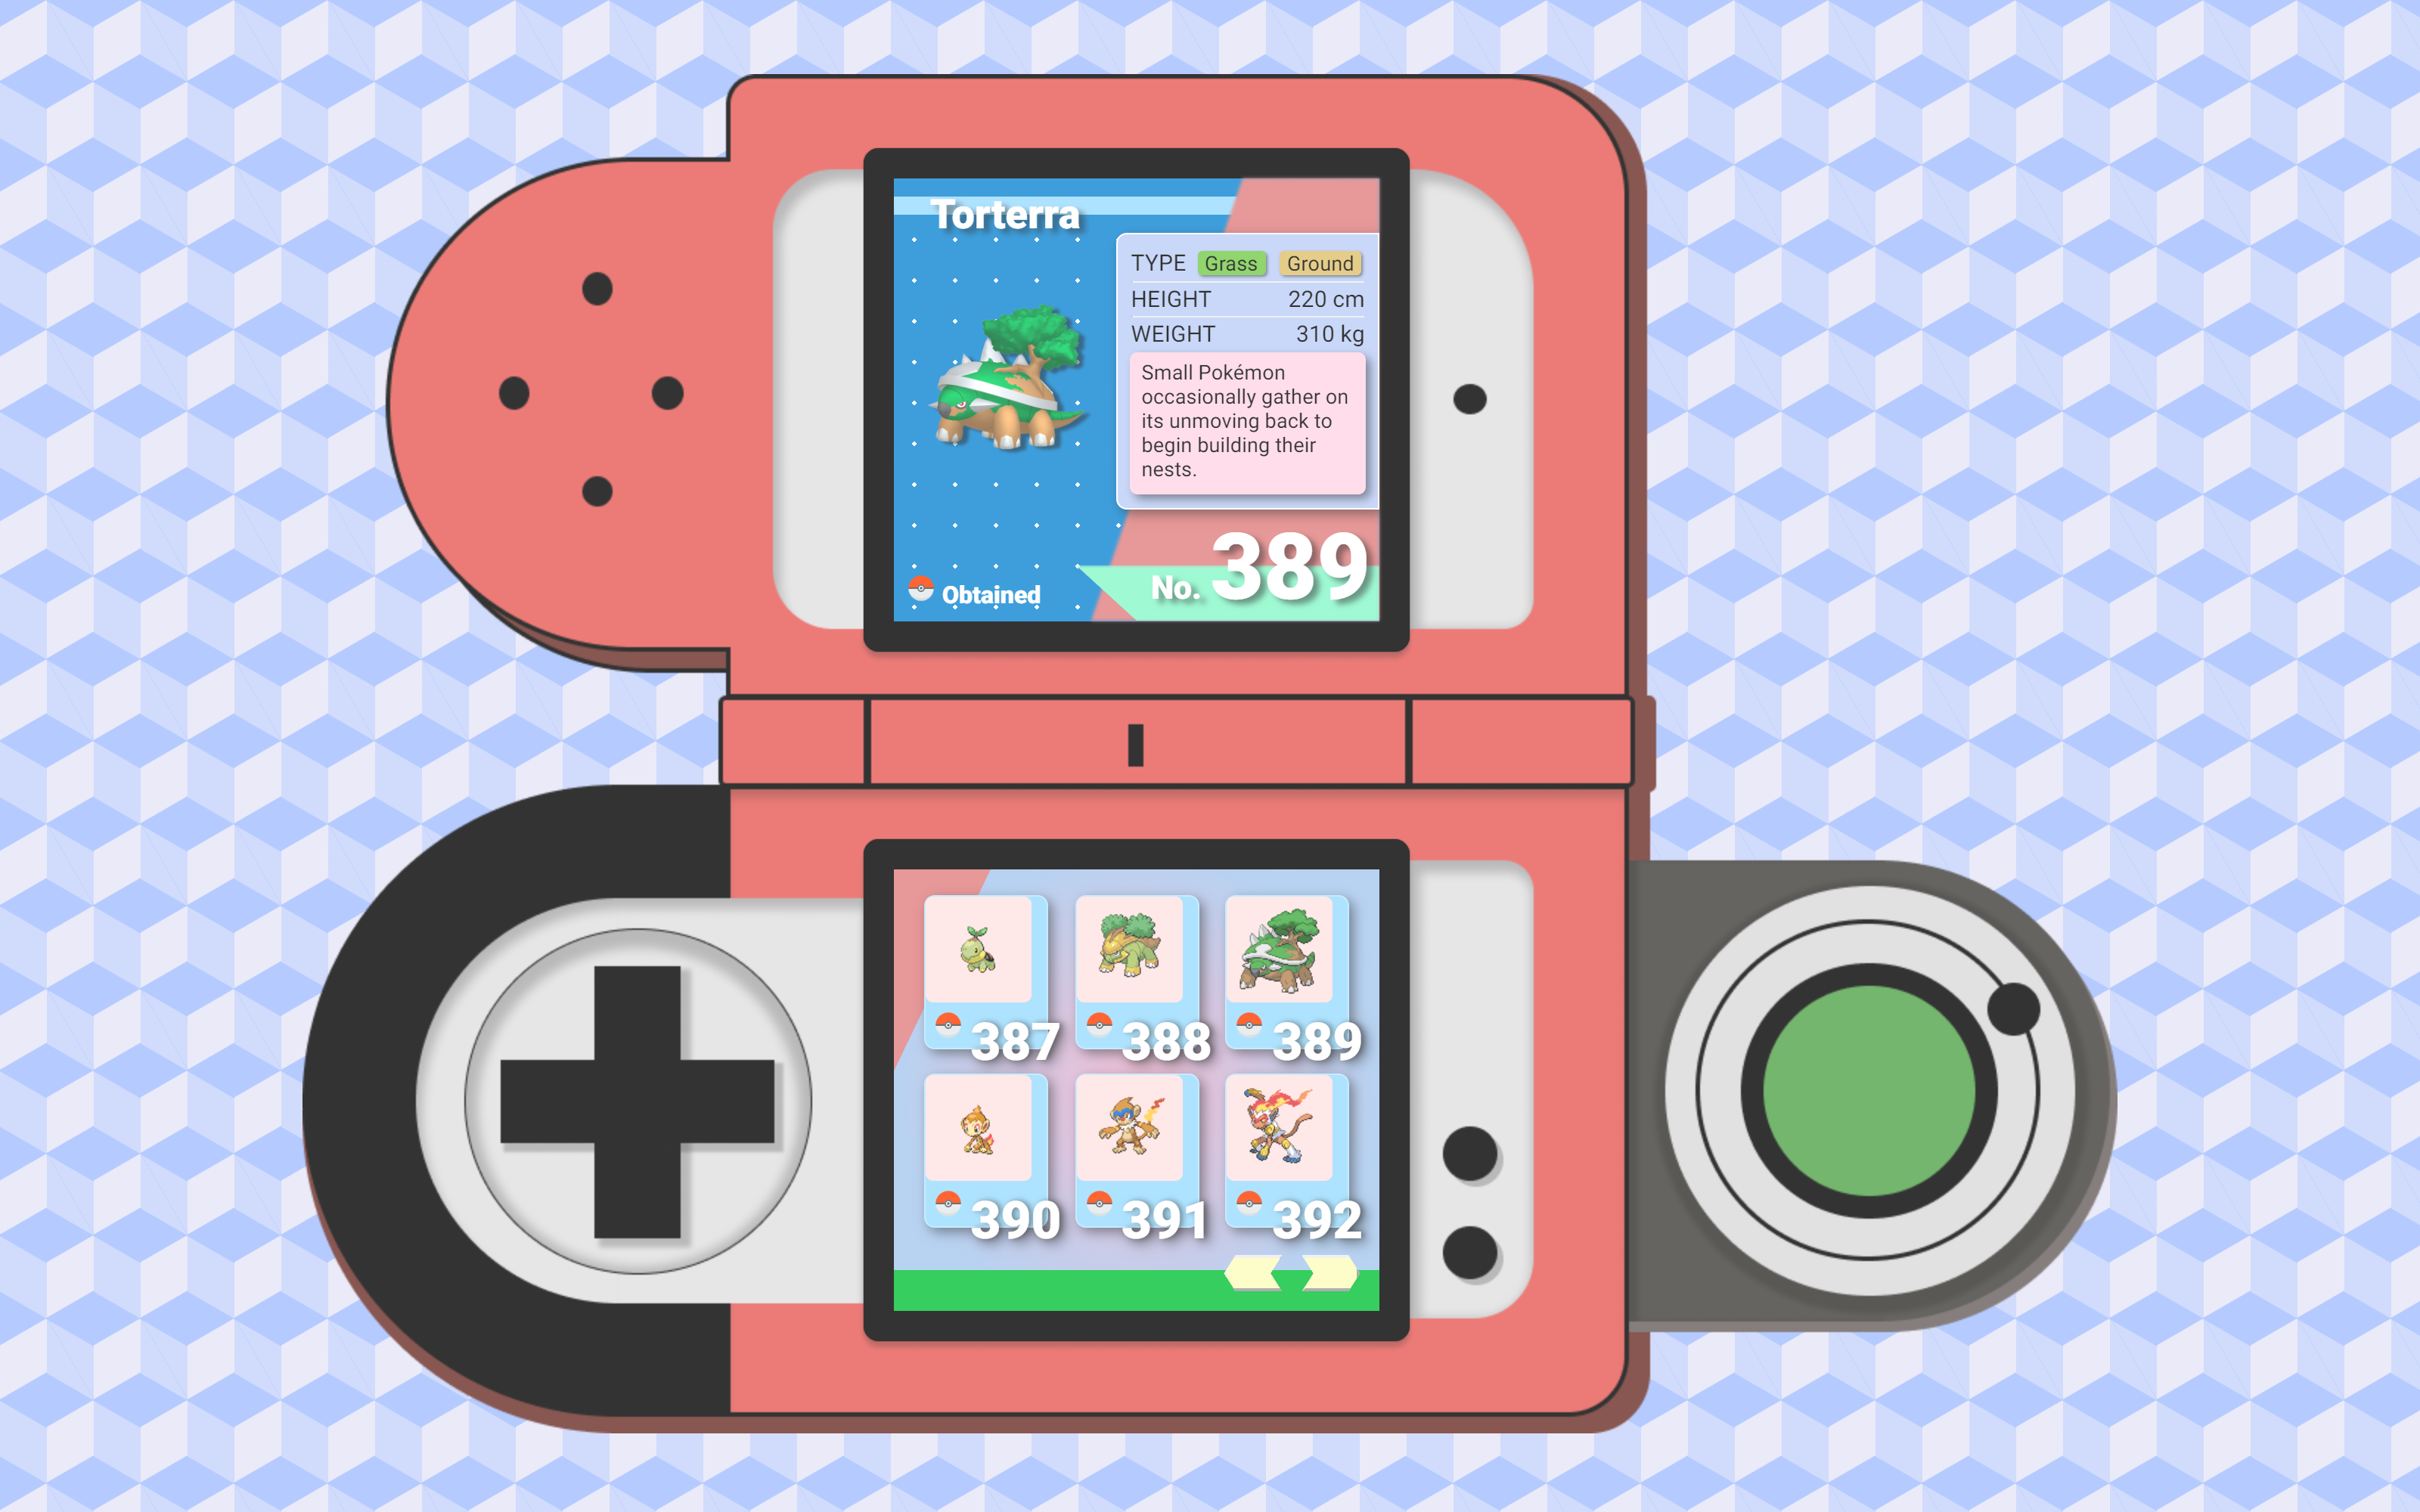 Torterra
TYPE Grass Ground
HEIGHT 220 cm
WEIGHT 310 kg
Small Pokémon
occasionally gather on
its unmoving back to
begin building their
nests.
Obtained
No. 389
387 388 389
390 391 392